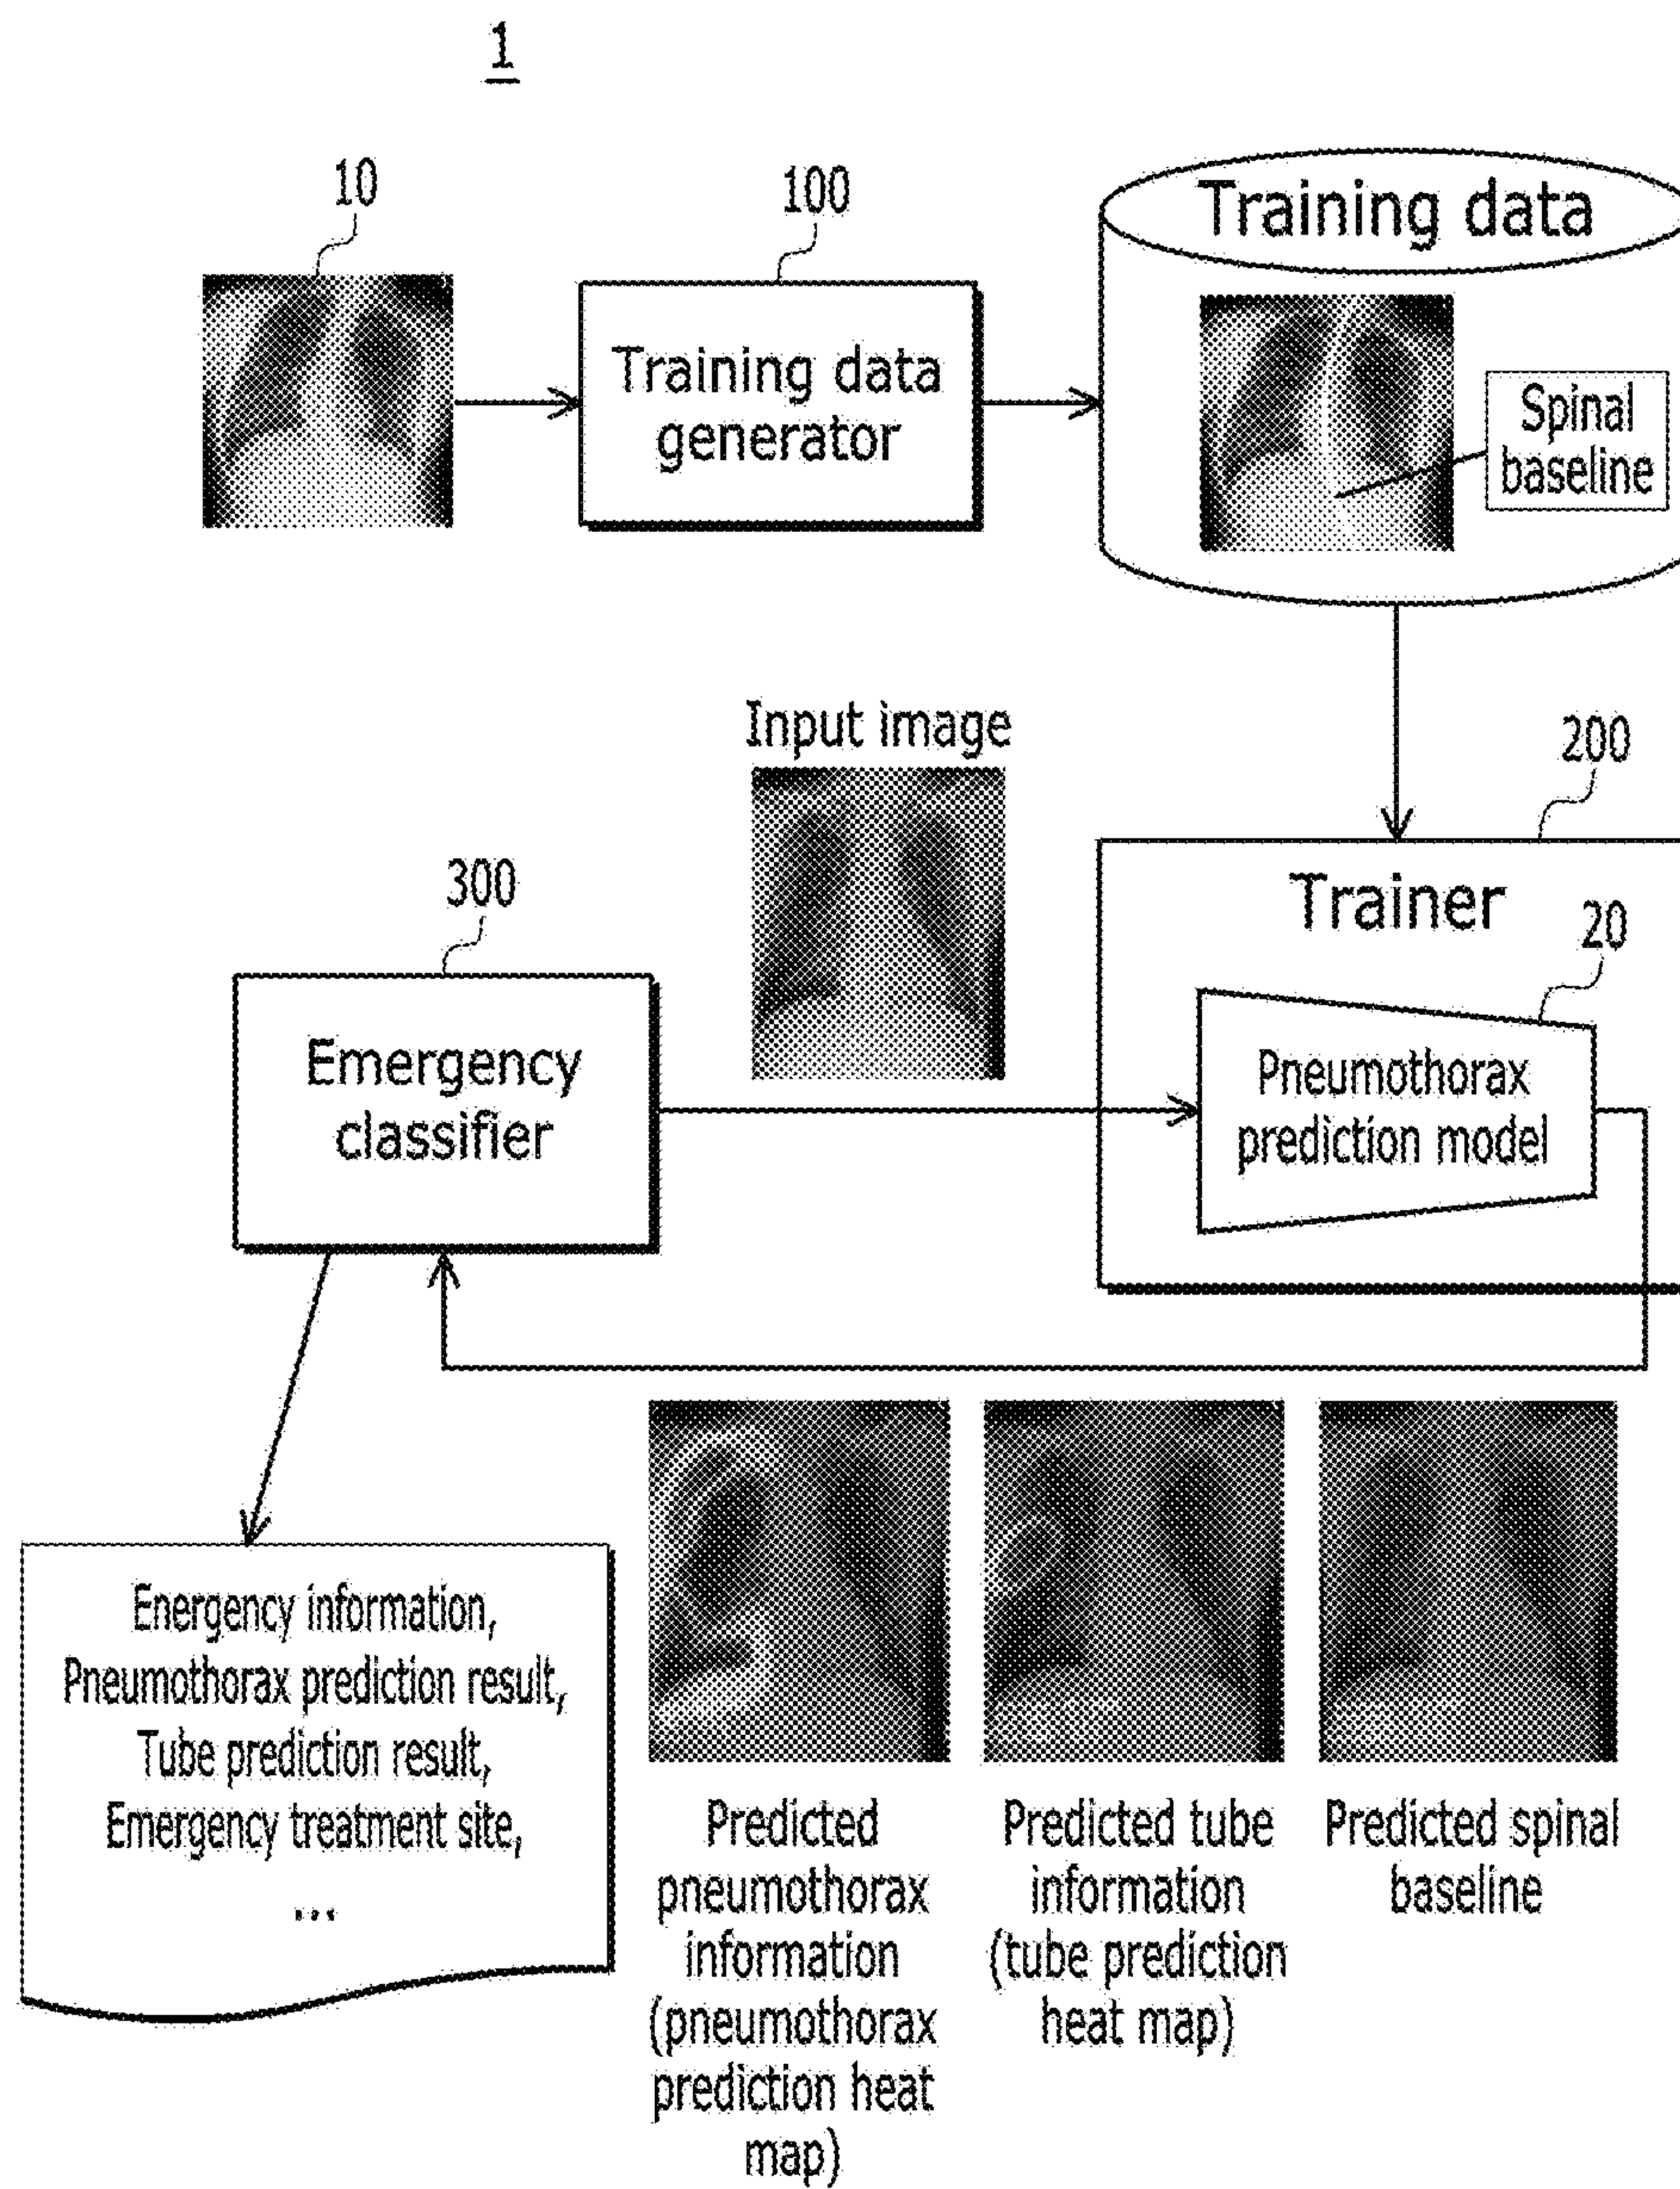 1
10
100
Training data
Training data
generator
Spinal
baseline
Input image
200
300
Trainer
20
Emergency
classifier
Pneumothorax
prediction model
Energency information,
Pneumothorax prediction result,
Tube prediction result,
Emergency treatment site,
...
Predicted
pneumothorax
information
(pneumothorax
prediction heat
map)
Predicted tube
information
(tube prediction
heat map)
Predicted spinal
baseline